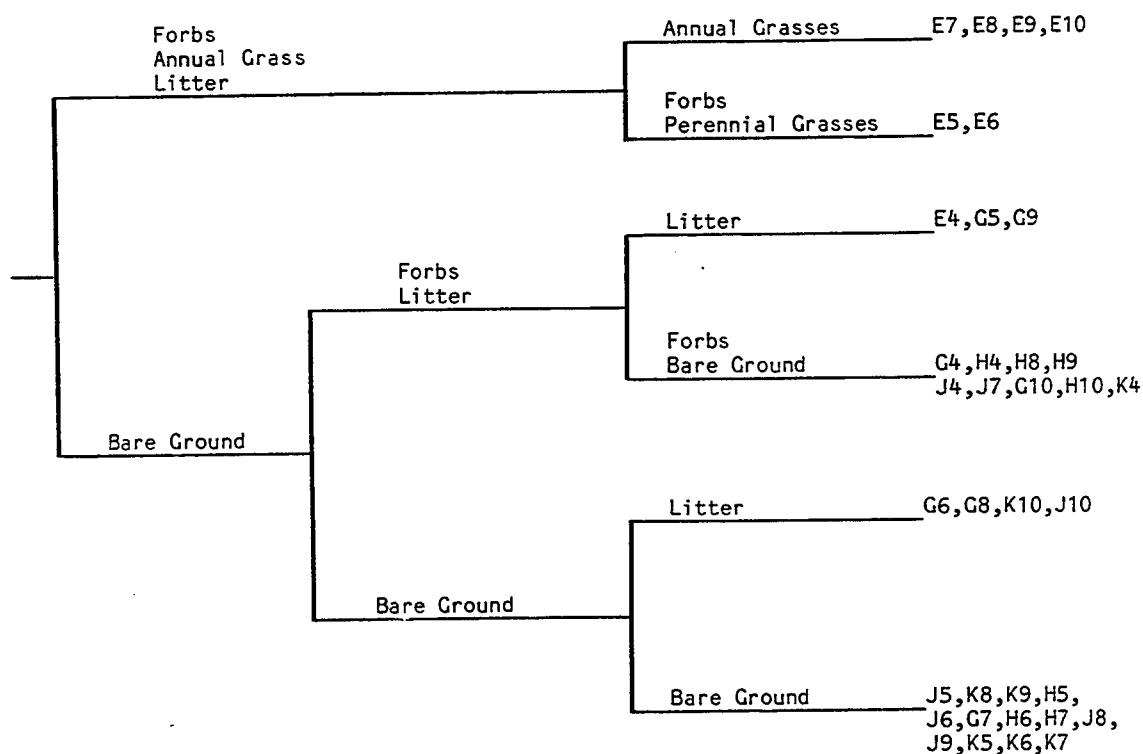 Forbs
Annual Grass
Litter
Annual Grasses
E7,E8,E9,E10
Forbs
Perennial Grasses
E5,E6
Litter
E4,G5,G9
Forbs
Litter
Forbs
Bare Ground
G4,H4,H8,H9
J4,J7,G10,H10,K4
Bare Ground
Litter
G6,G8,K10,J10
Bare Ground
Bare Ground
J5,K8,K9,H5,
J6,G7,H6,H7,J8,
J9,K5,K6,K7